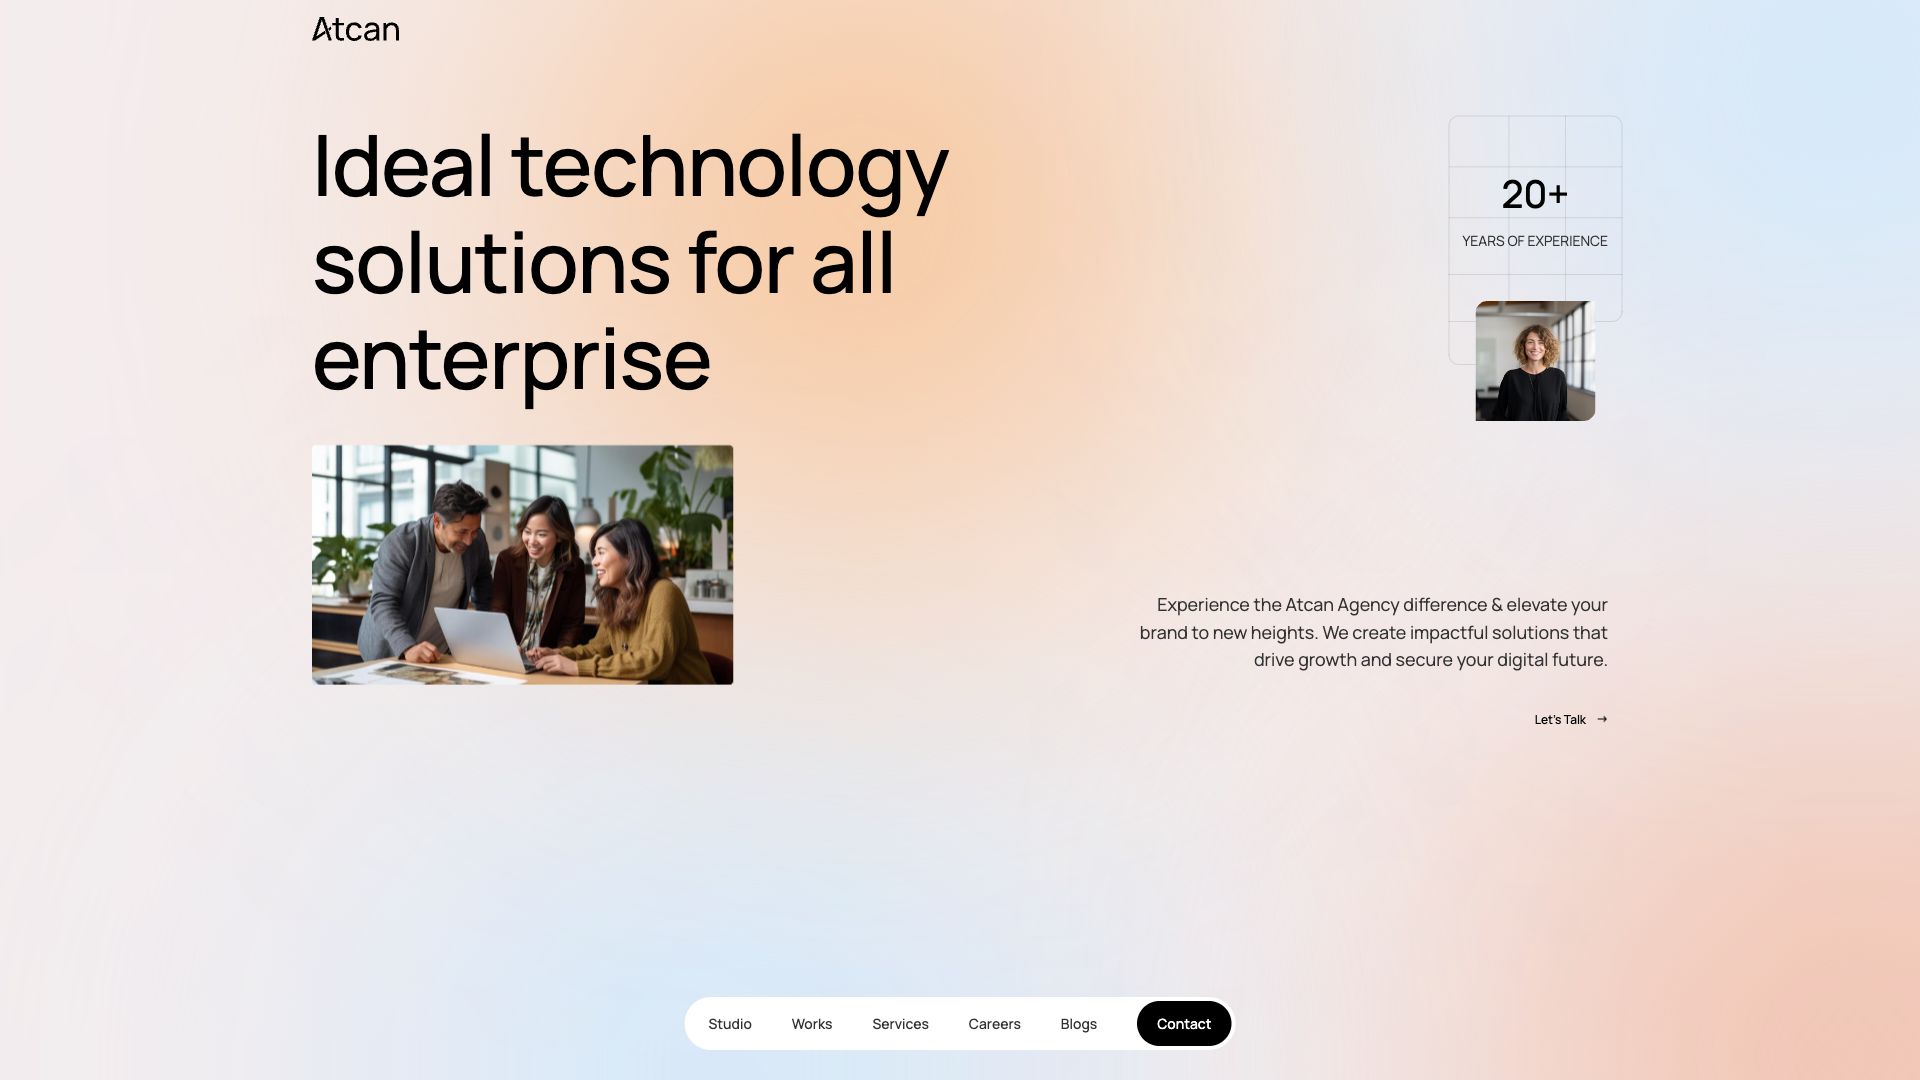 Atcan
Ideal technology
solutions for all
enterprise
20+
YEARS OF EXPERIENCE
Experience the Atcan Agency difference & elevate your
brand to new heights. We create impactful solutions that
drive growth and secure your digital future.
Let's Talk →
Studio Works Services Careers Blogs Contact